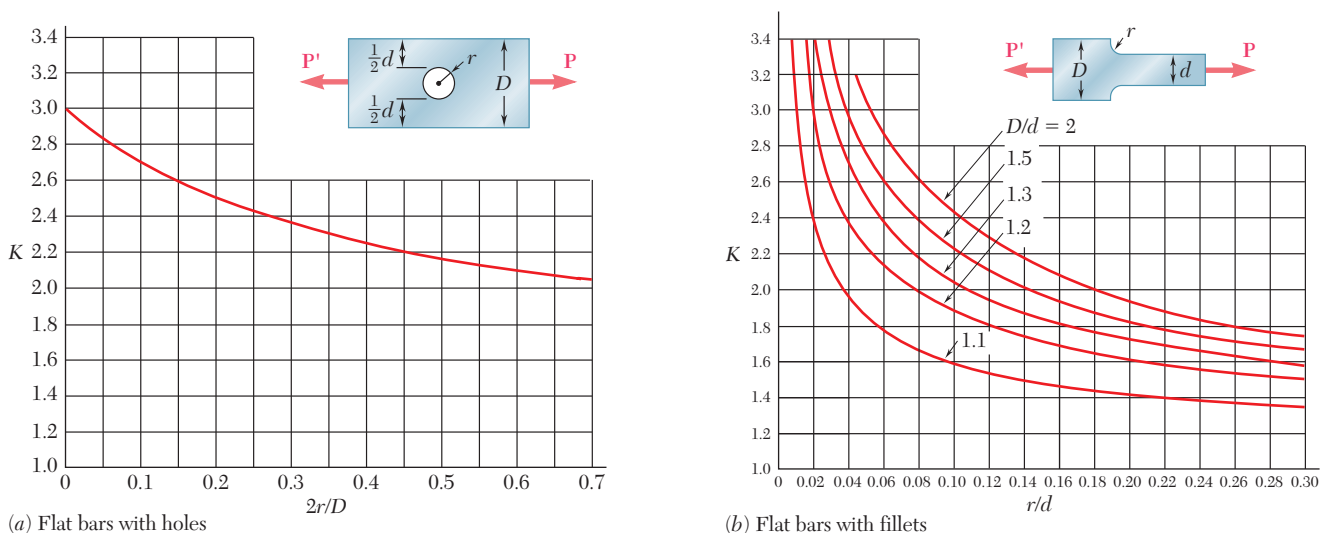 3.4
3.2
3.0
2.8
2.6
2.4
K 2.2
2.0
1.8
1.6
1.4
1.2
1.0
0 0.1 0.2 0.3 0.4 0.5 0.6 0.7
2r/D
P'
P
1/2 d
1/2 d
r
D
(a) Flat bars with holes
3.4
3.2
3.0
2.8
2.6
2.4
K 2.2
2.0
1.8
1.6
1.4
1.2
1.0
0 0.02 0.04 0.06 0.08 0.10 0.12 0.14 0.16 0.18 0.20 0.22 0.24 0.26 0.28 0.30
r/d
P'
P
r
D
d
D/d = 2
1.5
1.3
1.2
1.1
(b) Flat bars with fillets